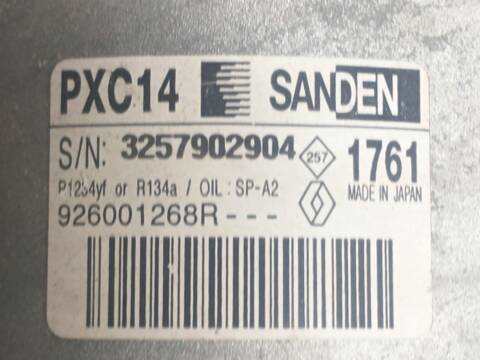 PXC14 SANDEN
S/N: 3257902904 257 1761
R1234yf or R134a / OIL : SP-A2 MADE IN JAPAN
926001268R - - -